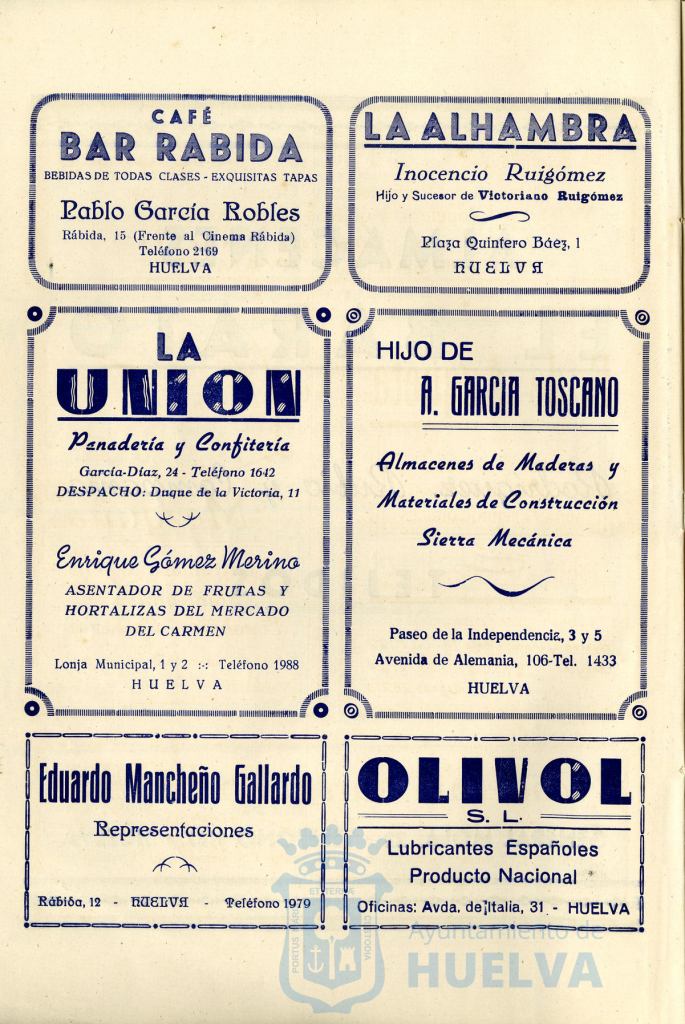 CAFÉ
BAR RABIDA
BEBIDAS DE TODAS CLASES - EXQUISITAS TAPAS
Pablo García Robles
Rábida, 15 (Frente al Cinema Rábida)
Teléfono 2169
HUELVA
LA ALHAMBRA
Inocencio Ruigómez
Hijo y Sucesor de Victoriano Ruigómez
Plaza Quintero Báez, 1
HUELVA
LA
UNION
Panadería y Confitería
García-Díaz, 24 - Teléfono 1642
DESPACHO: Duque de la Victoria, 11
Enrique Gómez Merino
ASENTADOR DE FRUTAS Y
HORTALIZAS DEL MERCADO
DEL CARMEN
Lonja Municipal, 1 y 2 :-: Teléfono 1988
HUELVA
HIJO DE
A. GARCIA TOSCANO
Almacenes de Maderas y
Materiales de Construcción
Sierra Mecánica
Paseo de la Independencia, 3 y 5
Avenida de Alemania, 106-Tel. 1433
HUELVA
Eduardo Mancheño Gallardo
Representaciones
Rábida, 12 - HUELVA - Teléfono 1979
OLIVOL
S. L.
Lubricantes Españoles
Producto Nacional
Oficinas: Avda. de Italia, 31 - HUELVA
Ayuntamiento de
HUELVA